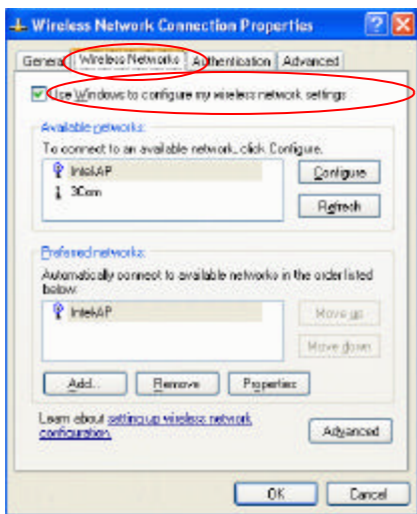 Wireless Network Connection Properties
General Wireless Networks Authentication Advanced
Use Windows to configure my wireless network settings
Available networks:
To connect to an available network, click Configure.
IntelAP
Configure
3Com
Refresh
Preferred networks:
Automatically connect to available networks in the order listed
below:
IntelAP
Move up
Move down
Add...
Remove
Properties
Learn about setting up wireless network
configuration.
Advanced
OK
Cancel